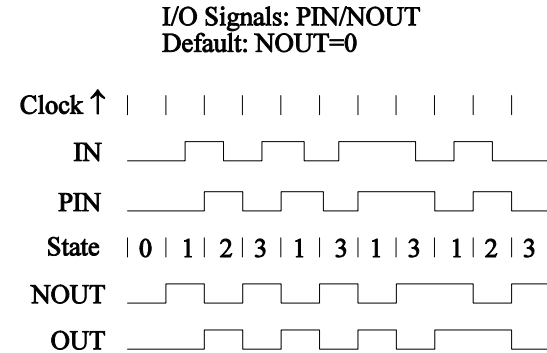 I/O Signals: PIN/NOUT
Default: NOUT=0
Clock ↑
IN
PIN
State | 0 | 1 | 2 | 3 | 1 | 3 | 1 | 3 | 1 | 2 | 3
NOUT
OUT